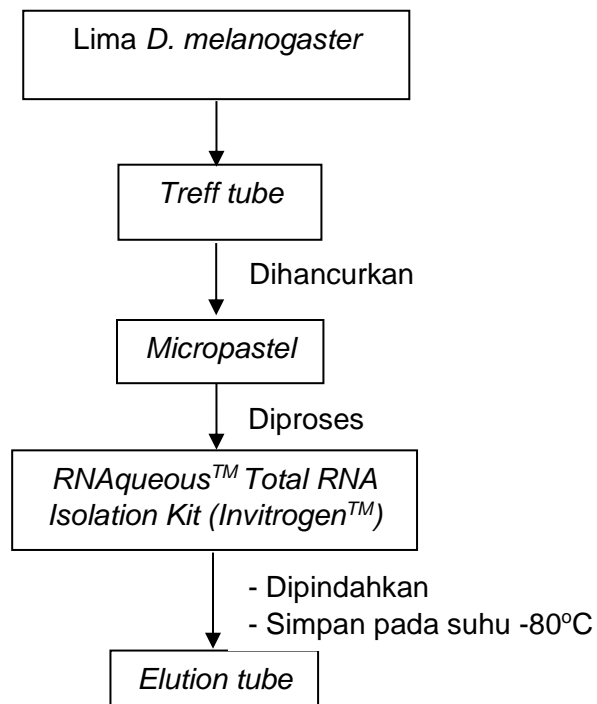 Lima D. melanogaster
Treff tube
Dihancurkan
Micropastel
Diproses
RNAqueous™ Total RNA
Isolation Kit (Invitrogen™)
- Dipindahkan
- Simpan pada suhu -80°C
Elution tube